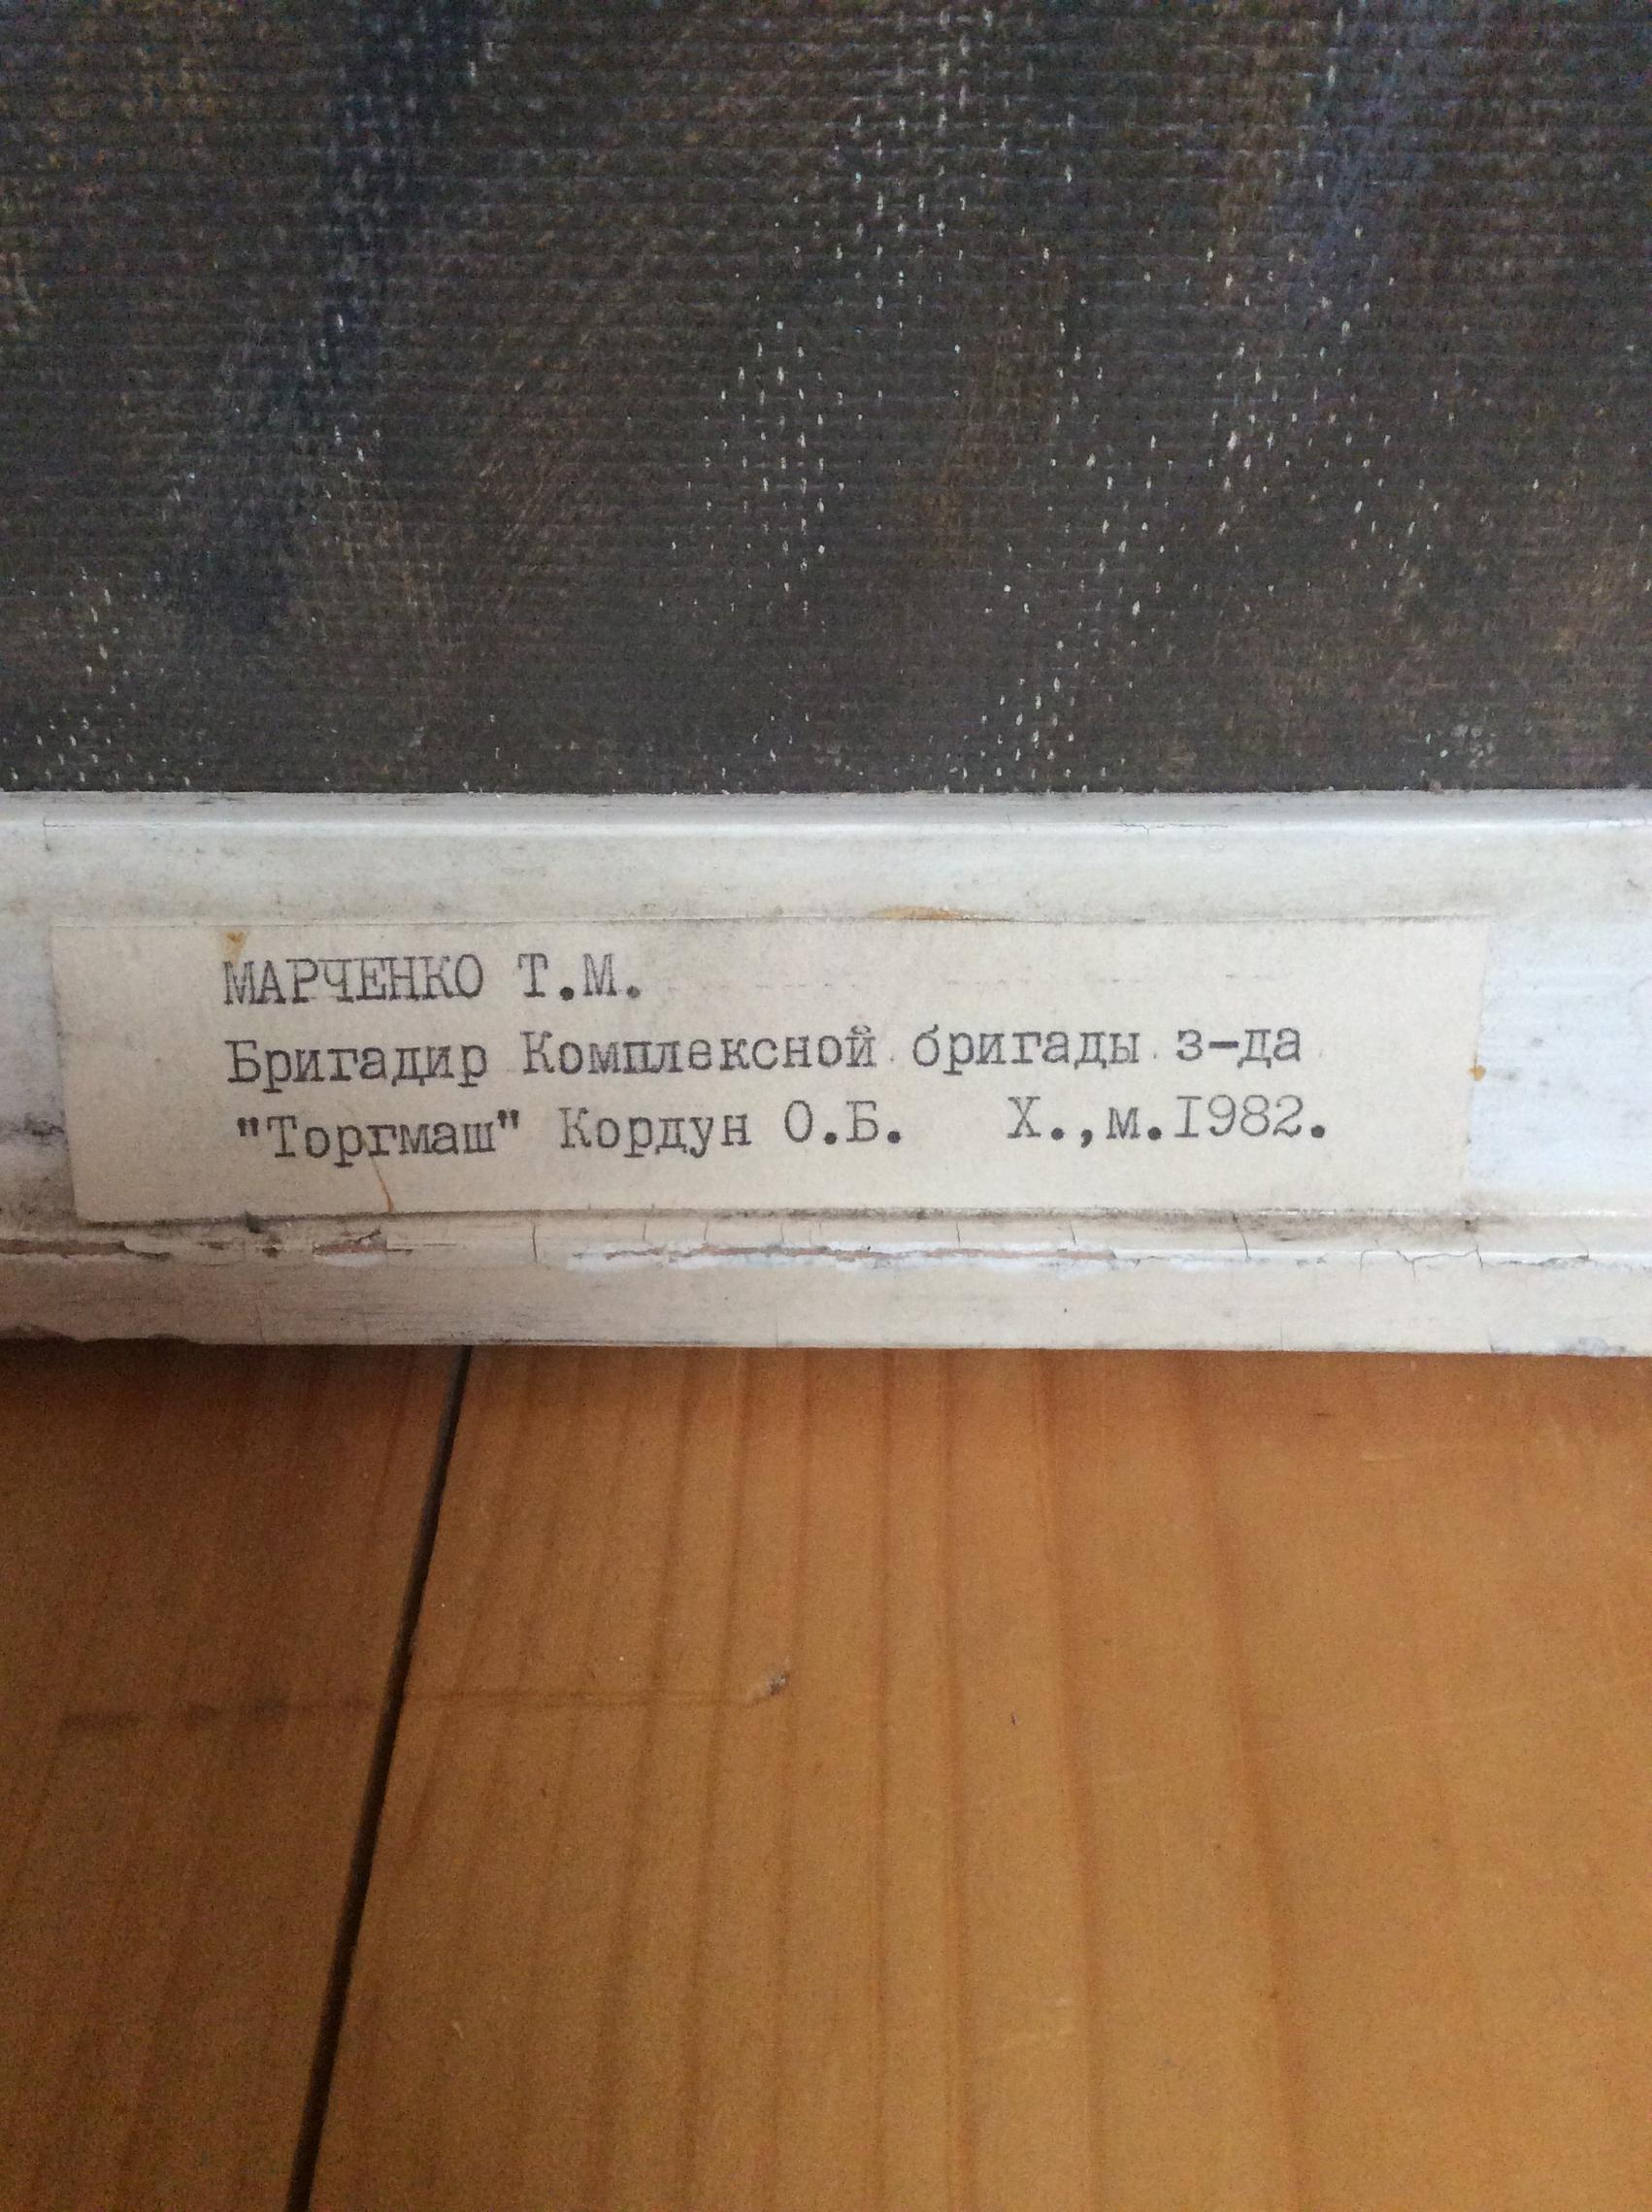 МАРЧЕНКО Т.М.
Бригадир Комплексной бригады з-да
"Торгмаш" Кордун О.Б. Х.,м.I982.